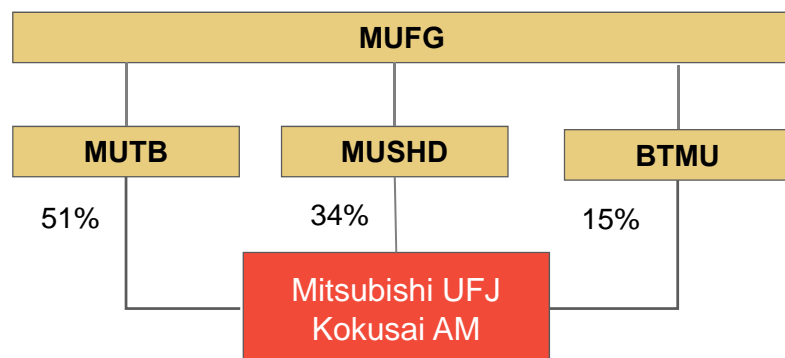 MUFG
MUTB
MUSHD
BTMU
51%
34%
15%
Mitsubishi UFJ
Kokusai AM